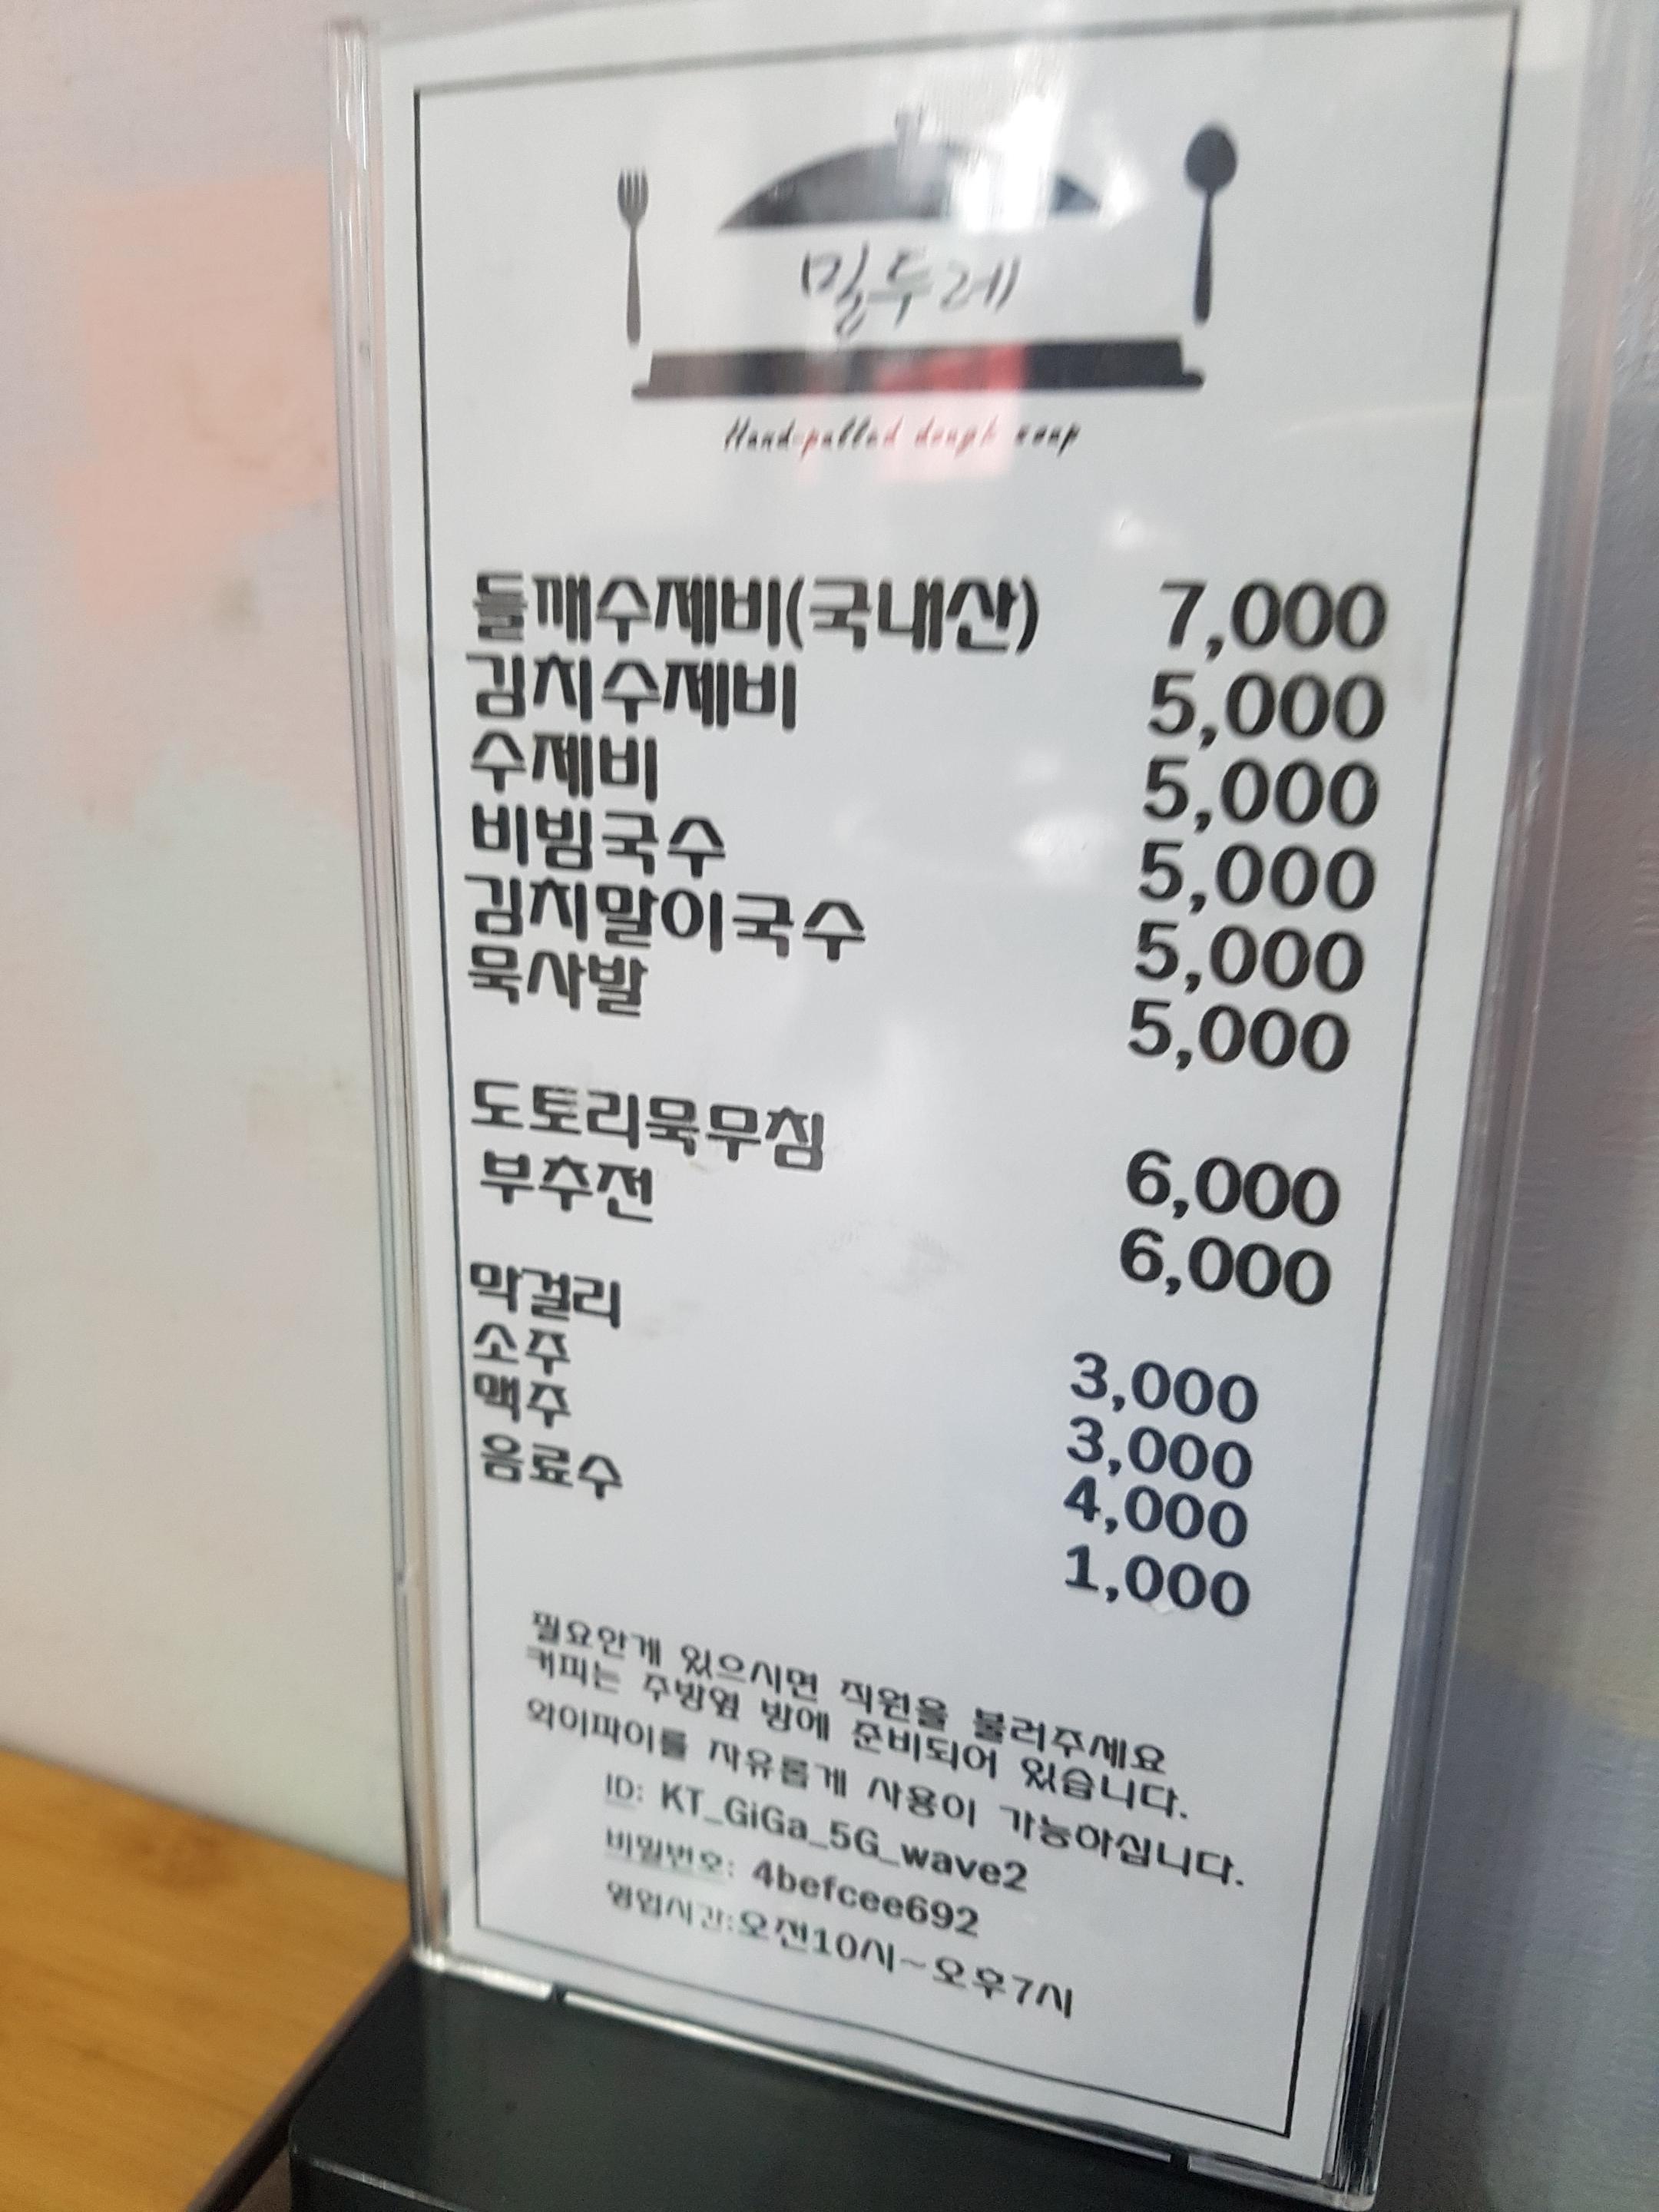 밀두레
Hand-pulled dough soup
들깨수제비(국내산) 7,000
김치수제비 5,000
수제비 5,000
비빔국수 5,000
김치말이국수 5,000
묵사발 5,000
도토리묵무침 6,000
부추전 6,000
막걸리 3,000
소주 3,000
맥주 4,000
음료수 1,000
필요한게 있으시면 직원을 불러주세요
커피는 주방옆 방에 준비되어 있습니다.
와이파이를 자유롭게 사용이 가능하십니다.
ID: KT_GiGa_5G_wave2
비밀번호: 4befcee692
영업시간:오전10시~오후7시